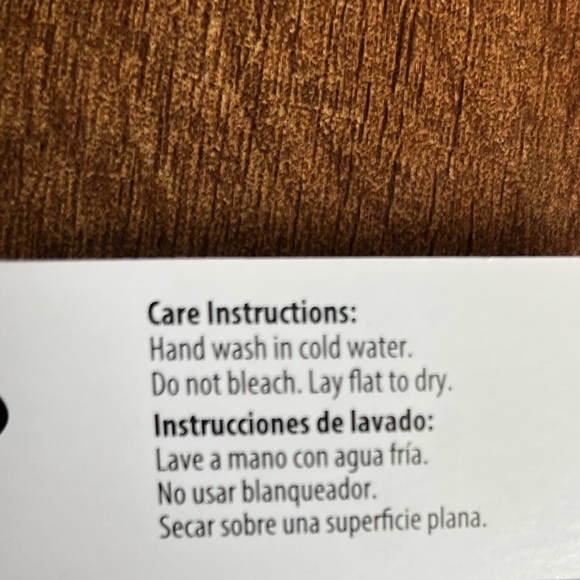 Care Instructions:
Hand wash in cold water.
Do not bleach. Lay flat to dry.
Instrucciones de lavado:
Lave a mano con agua fría.
No usar blanqueador.
Secar sobre una superficie plana.